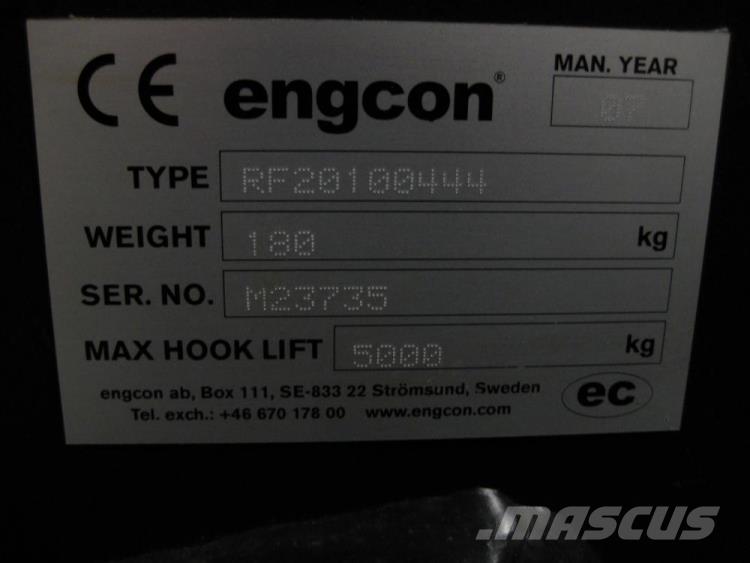 CE engcon® MAN. YEAR
07
TYPE RF20100444
WEIGHT 180 kg
SER. NO. M23735
MAX HOOK LIFT 5000 kg
engcon ab, Box 111, SE-833 22 Strömsund, Sweden
Tel. exch.: +46 670 178 00 www.engcon.com
ec
MASCUS